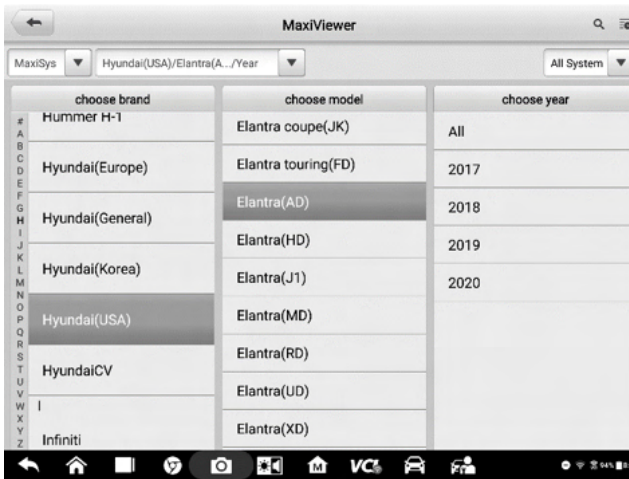 MaxiViewer
MaxiSys
Hyundai(USA)/Elantra(A.../Year
All System
choose brand
choose model
choose year
#
A
B
C
D
E
F
G
H
I
J
K
L
M
N
O
P
Q
R
S
T
U
V
W
X
Y
Z
Hummer H-1
Hyundai(Europe)
Hyundai(General)
Hyundai(Korea)
Hyundai(USA)
HyundaiCV
I
Infiniti
Elantra coupe(JK)
Elantra touring(FD)
Elantra(AD)
Elantra(HD)
Elantra(J1)
Elantra(MD)
Elantra(RD)
Elantra(UD)
Elantra(XD)
All
2017
2018
2019
2020
M
VCI
94%